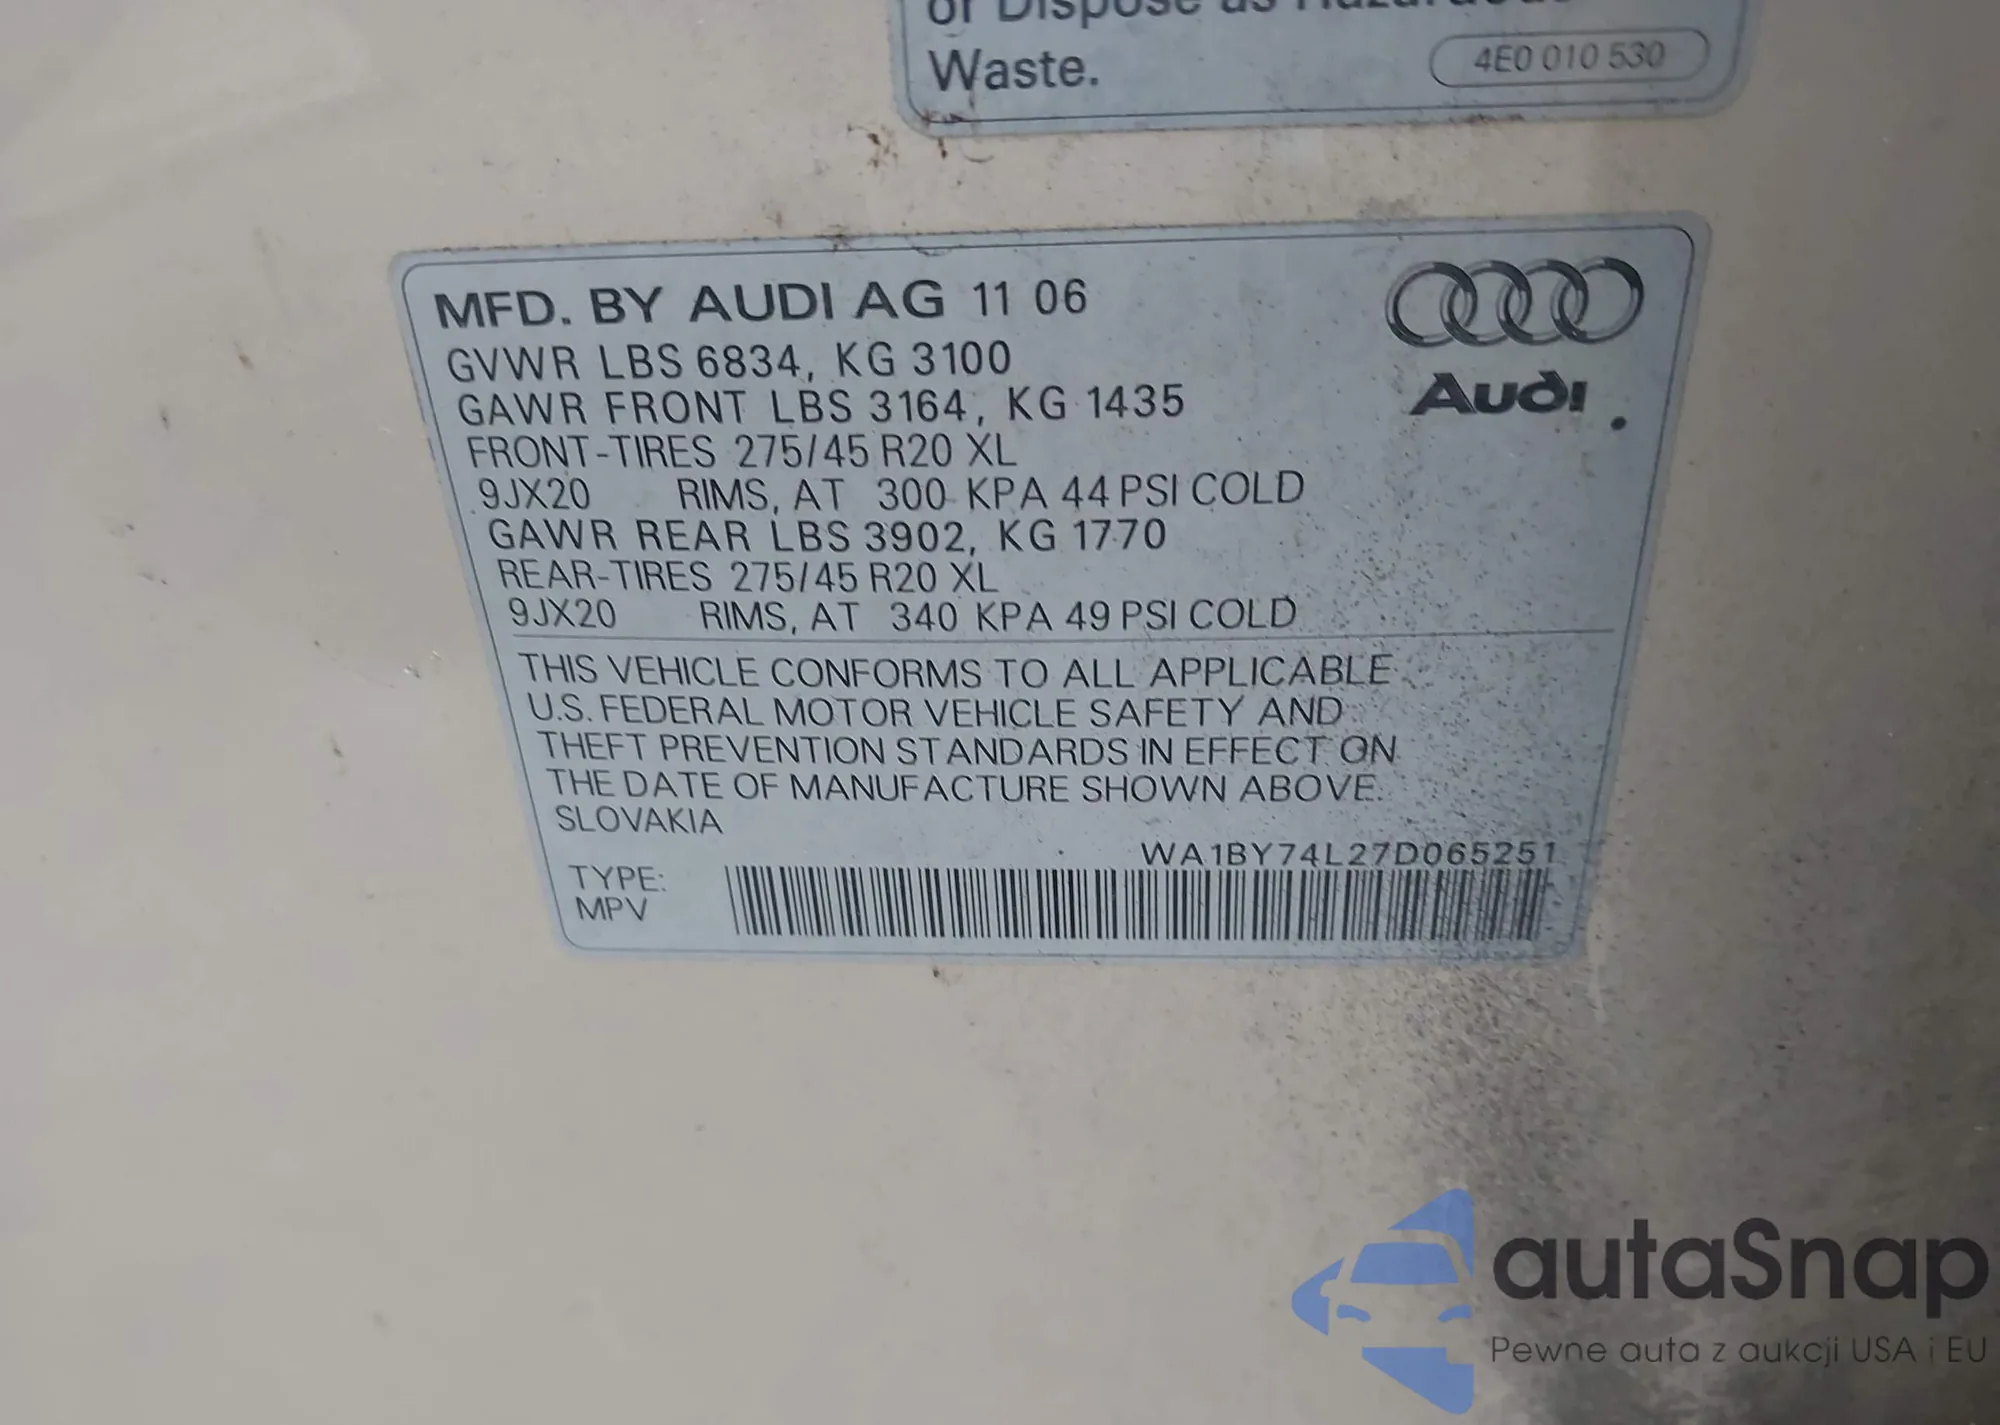 or Dispose as Hazardous
Waste.
4E0 010 530
MFD. BY AUDI AG 11 06
GVWR LBS 6834, KG 3100
GAWR FRONT LBS 3164, KG 1435
FRONT-TIRES 275/45 R20 XL
9JX20 RIMS, AT 300 KPA 44 PSI COLD
GAWR REAR LBS 3902, KG 1770
REAR-TIRES 275/45 R20 XL
9JX20 RIMS, AT 340 KPA 49 PSI COLD
Audi
THIS VEHICLE CONFORMS TO ALL APPLICABLE
U.S. FEDERAL MOTOR VEHICLE SAFETY AND
THEFT PREVENTION STANDARDS IN EFFECT ON
THE DATE OF MANUFACTURE SHOWN ABOVE.
SLOVAKIA
WA1BY74L27D065251
TYPE:
MPV
autaSnap
Pewne auta z aukcji USA i EU